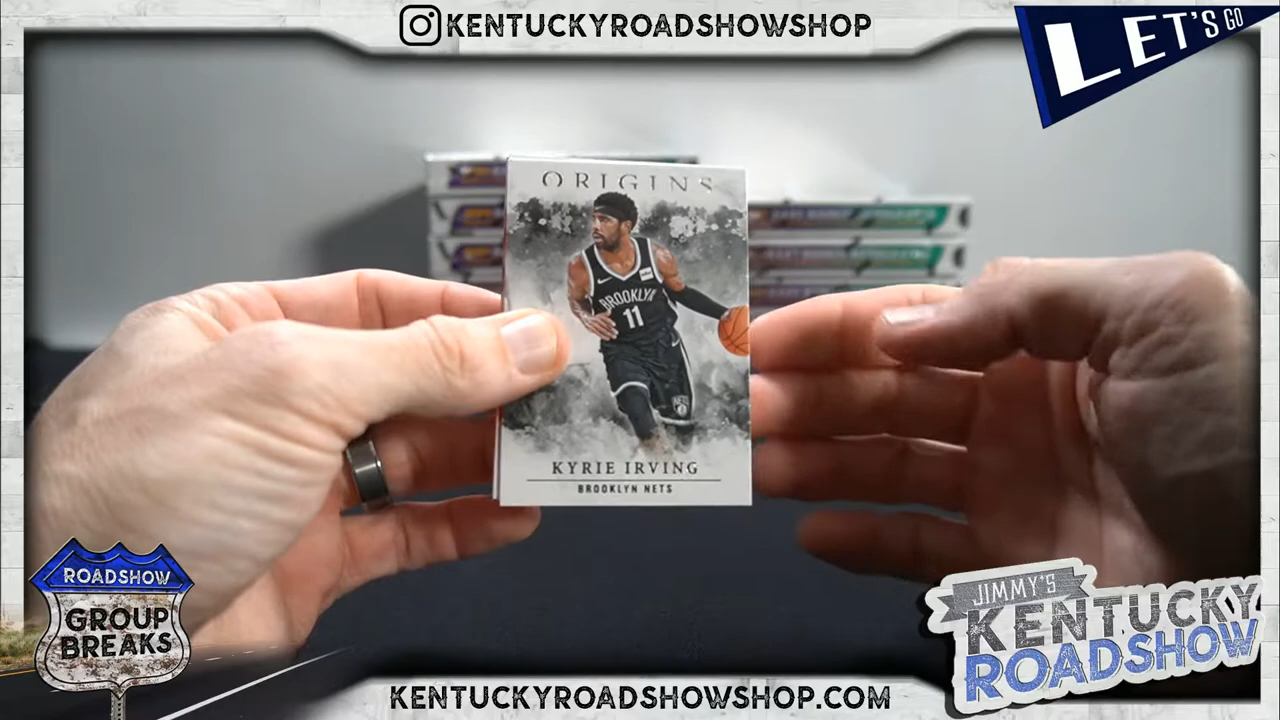 KENTUCKYROADSHOWSHOP
LET'S GO
ORIGINS
BROOKLYN
11
KYRIE IRVING
BROOKLYN NETS
ROADSHOW
GROUP
BREAKS
JIMMY'S
KENTUCKY
ROADSHOW
KENTUCKYROADSHOWSHOP.COM